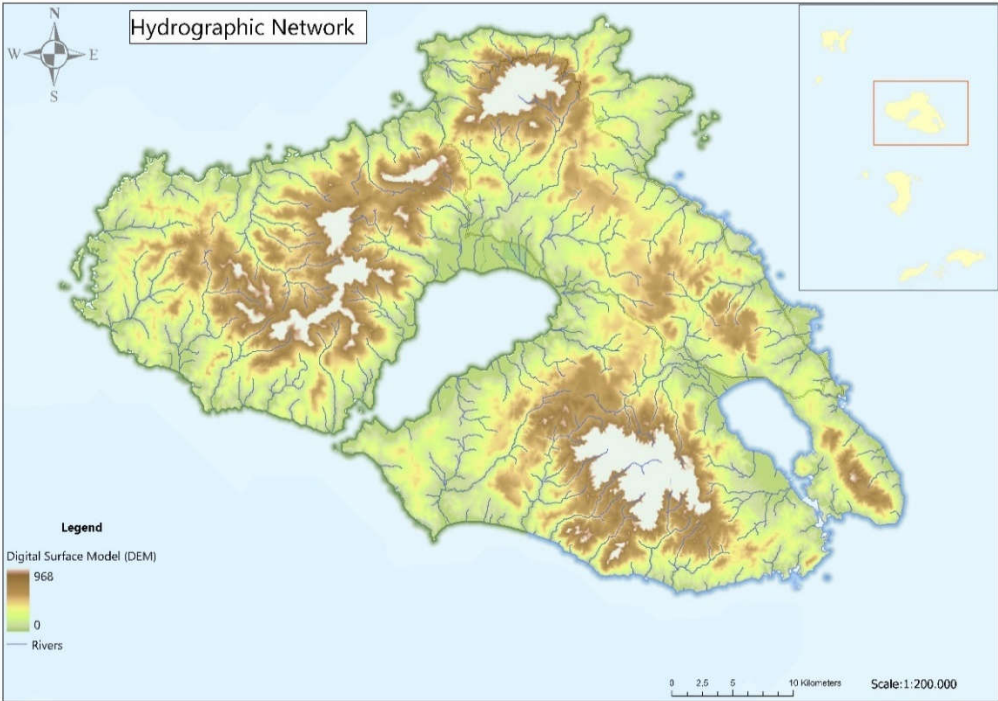 Hydrographic Network
N
W E
S
Legend
Digital Surface Model (DEM)
968
0
Rivers
0 2,5 5 10 Kilometers
Scale:1:200.000